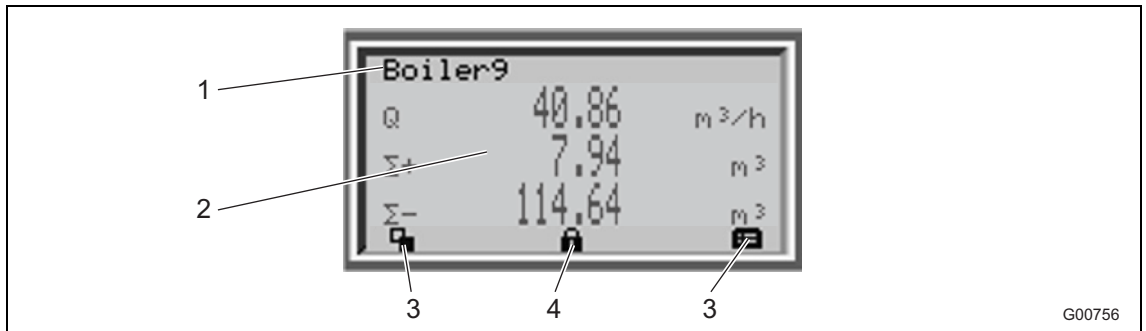 Boiler9
1
Q 40.86 m³/h
Σ+ 7.94 m³
2
Σ- 114.64 m³
3 4 3
G00756